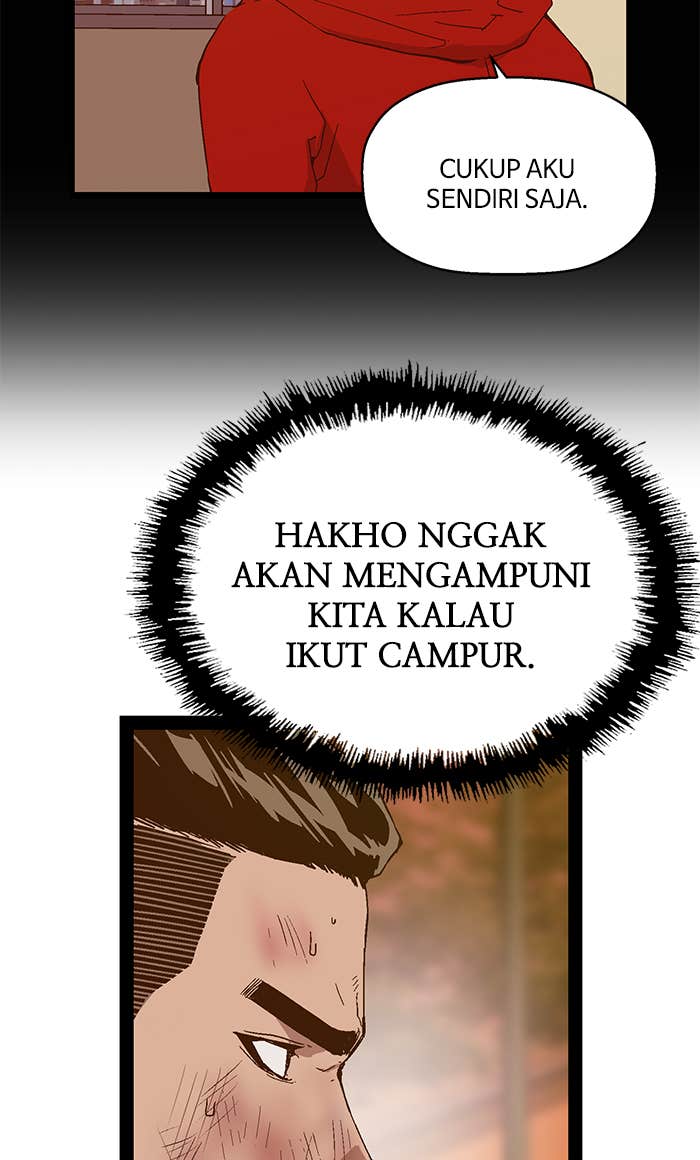 CUKUP AKU
SENDIRI SAJA.
HAKHO NGGAK
AKAN MENGAMPUNI
KITA KALAU
IKUT CAMPUR.